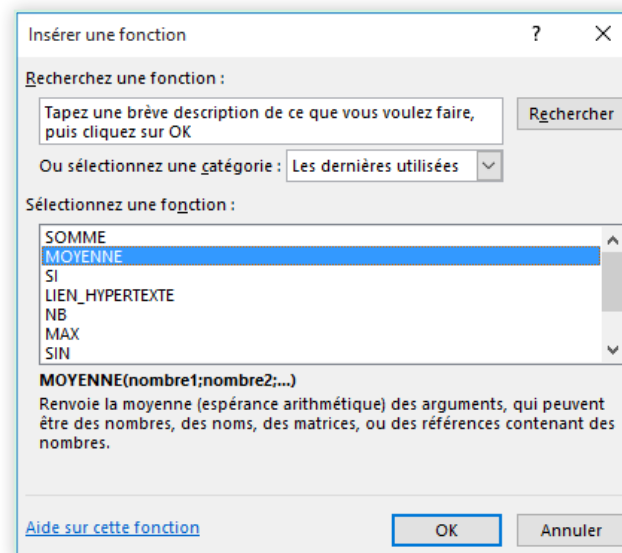 Insérer une fonction ? X
Recherchez une fonction :
Tapez une brève description de ce que vous voulez faire,
puis cliquez sur OK
Rechercher
Ou sélectionnez une catégorie : Les dernières utilisées
Sélectionnez une fonction :
SOMME
MOYENNE
SI
LIEN_HYPERTEXTE
NB
MAX
SIN
MOYENNE(nombre1;nombre2;...)
Renvoie la moyenne (espérance arithmétique) des arguments, qui peuvent
être des nombres, des noms, des matrices, ou des références contenant des
nombres.
Aide sur cette fonction OK Annuler